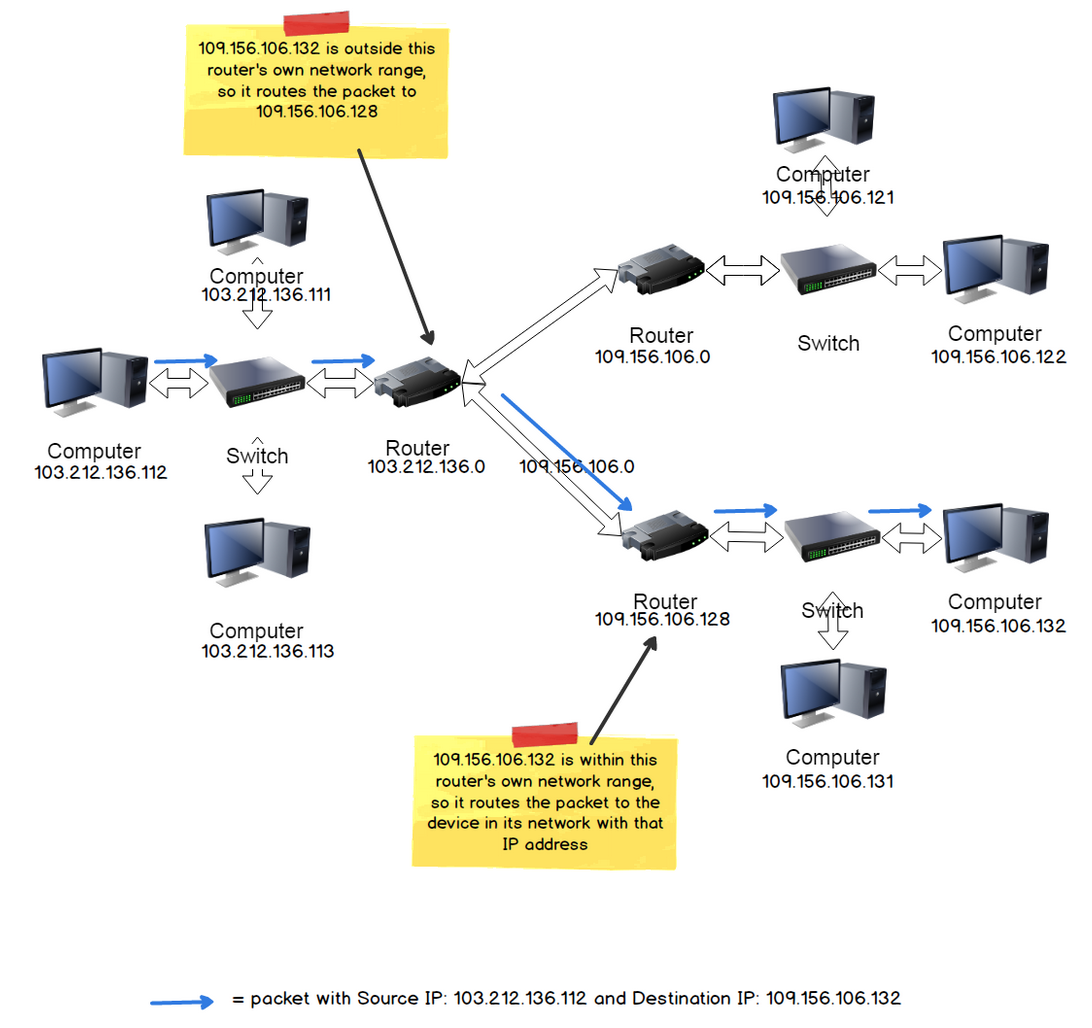 109.156.106.132 is outside this
router's own network range,
so it routes the packet to
109.156.106.128
Computer
109.156.106.121
Computer
103.212.136.111
Router
109.156.106.0
Switch
Computer
109.156.106.122
Computer
103.212.136.112
Switch
Router
103.212.136.0
109.156.106.0
Computer
103.212.136.113
Router
109.156.106.128
Switch
Computer
109.156.106.132
Computer
109.156.106.131
109.156.106.132 is within this
router's own network range,
so it routes the packet to the
device in its network with that
IP address
= packet with Source IP: 103.212.136.112 and Destination IP: 109.156.106.132